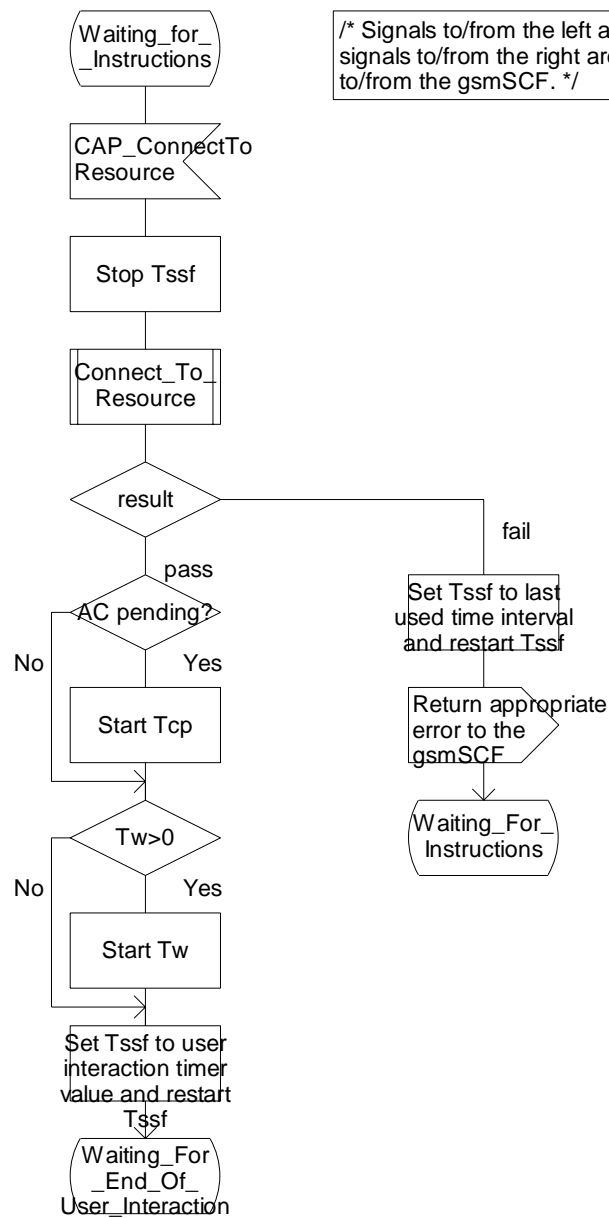 Waiting_for_
_Instructions
/* Signals to/from the left a
signals to/from the right are
to/from the gsmSCF. */
CAP_ConnectTo
Resource
Stop Tssf
Connect_To_
Resource
result
fail
pass
AC pending?
No
Yes
Start Tcp
Set Tssf to last
used time interval
and restart Tssf
Return appropriate
error to the
gsmSCF
Waiting_For_
Instructions
Tw>0
No
Yes
Start Tw
Set Tssf to user
interaction timer
value and restart
Tssf
Waiting_For
_End_Of_
User_Interaction